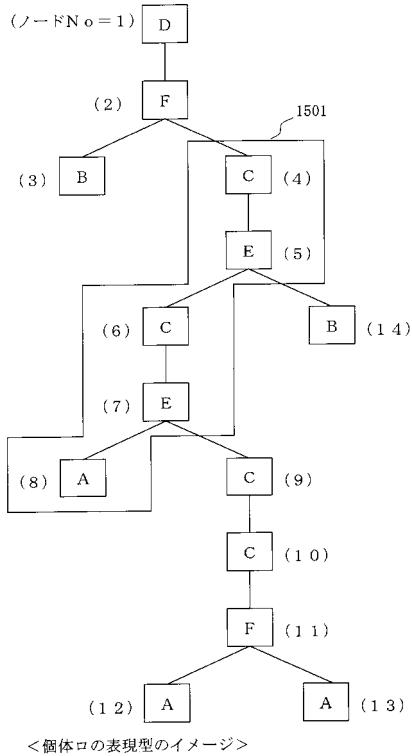 (ノードNo=1) D
(2) F
1501
(3) B C (4)
E (5)
(6) C B (14)
(7) E
(8) A C (9)
C (10)
F (11)
(12) A A (13)
<個体ロの表現型のイメージ>